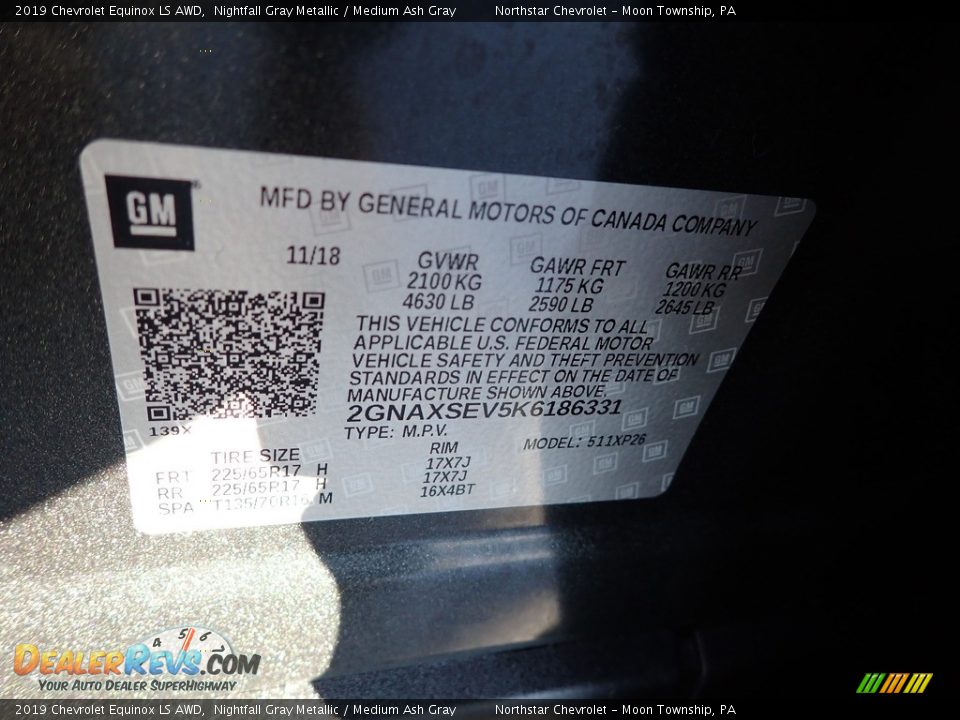 2019 Chevrolet Equinox LS AWD, Nightfall Gray Metallic / Medium Ash Gray Northstar Chevrolet - Moon Township, PA
GM
MFD BY GENERAL MOTORS OF CANADA COMPANY
11/18 GVWR GAWR FRT GAWR RR
2100 KG 1175 KG 1200 KG
4630 LB 2590 LB 2645 LB
THIS VEHICLE CONFORMS TO ALL
APPLICABLE U.S. FEDERAL MOTOR
VEHICLE SAFETY AND THEFT PREVENTION
STANDARDS IN EFFECT ON THE DATE OF
MANUFACTURE SHOWN ABOVE.
2GNAXSEV5K6186331
139X TYPE: M.P.V. MODEL: 511XP26
TIRE SIZE RIM
FRT 225/65R17 H 17X7J
RR 225/65R17 H 17X7J
SPA T135/70R16 M 16X4BT
4 5 6
DealerRevs.com
Your Auto Dealer SuperHighway
2019 Chevrolet Equinox LS AWD, Nightfall Gray Metallic / Medium Ash Gray Northstar Chevrolet - Moon Township, PA